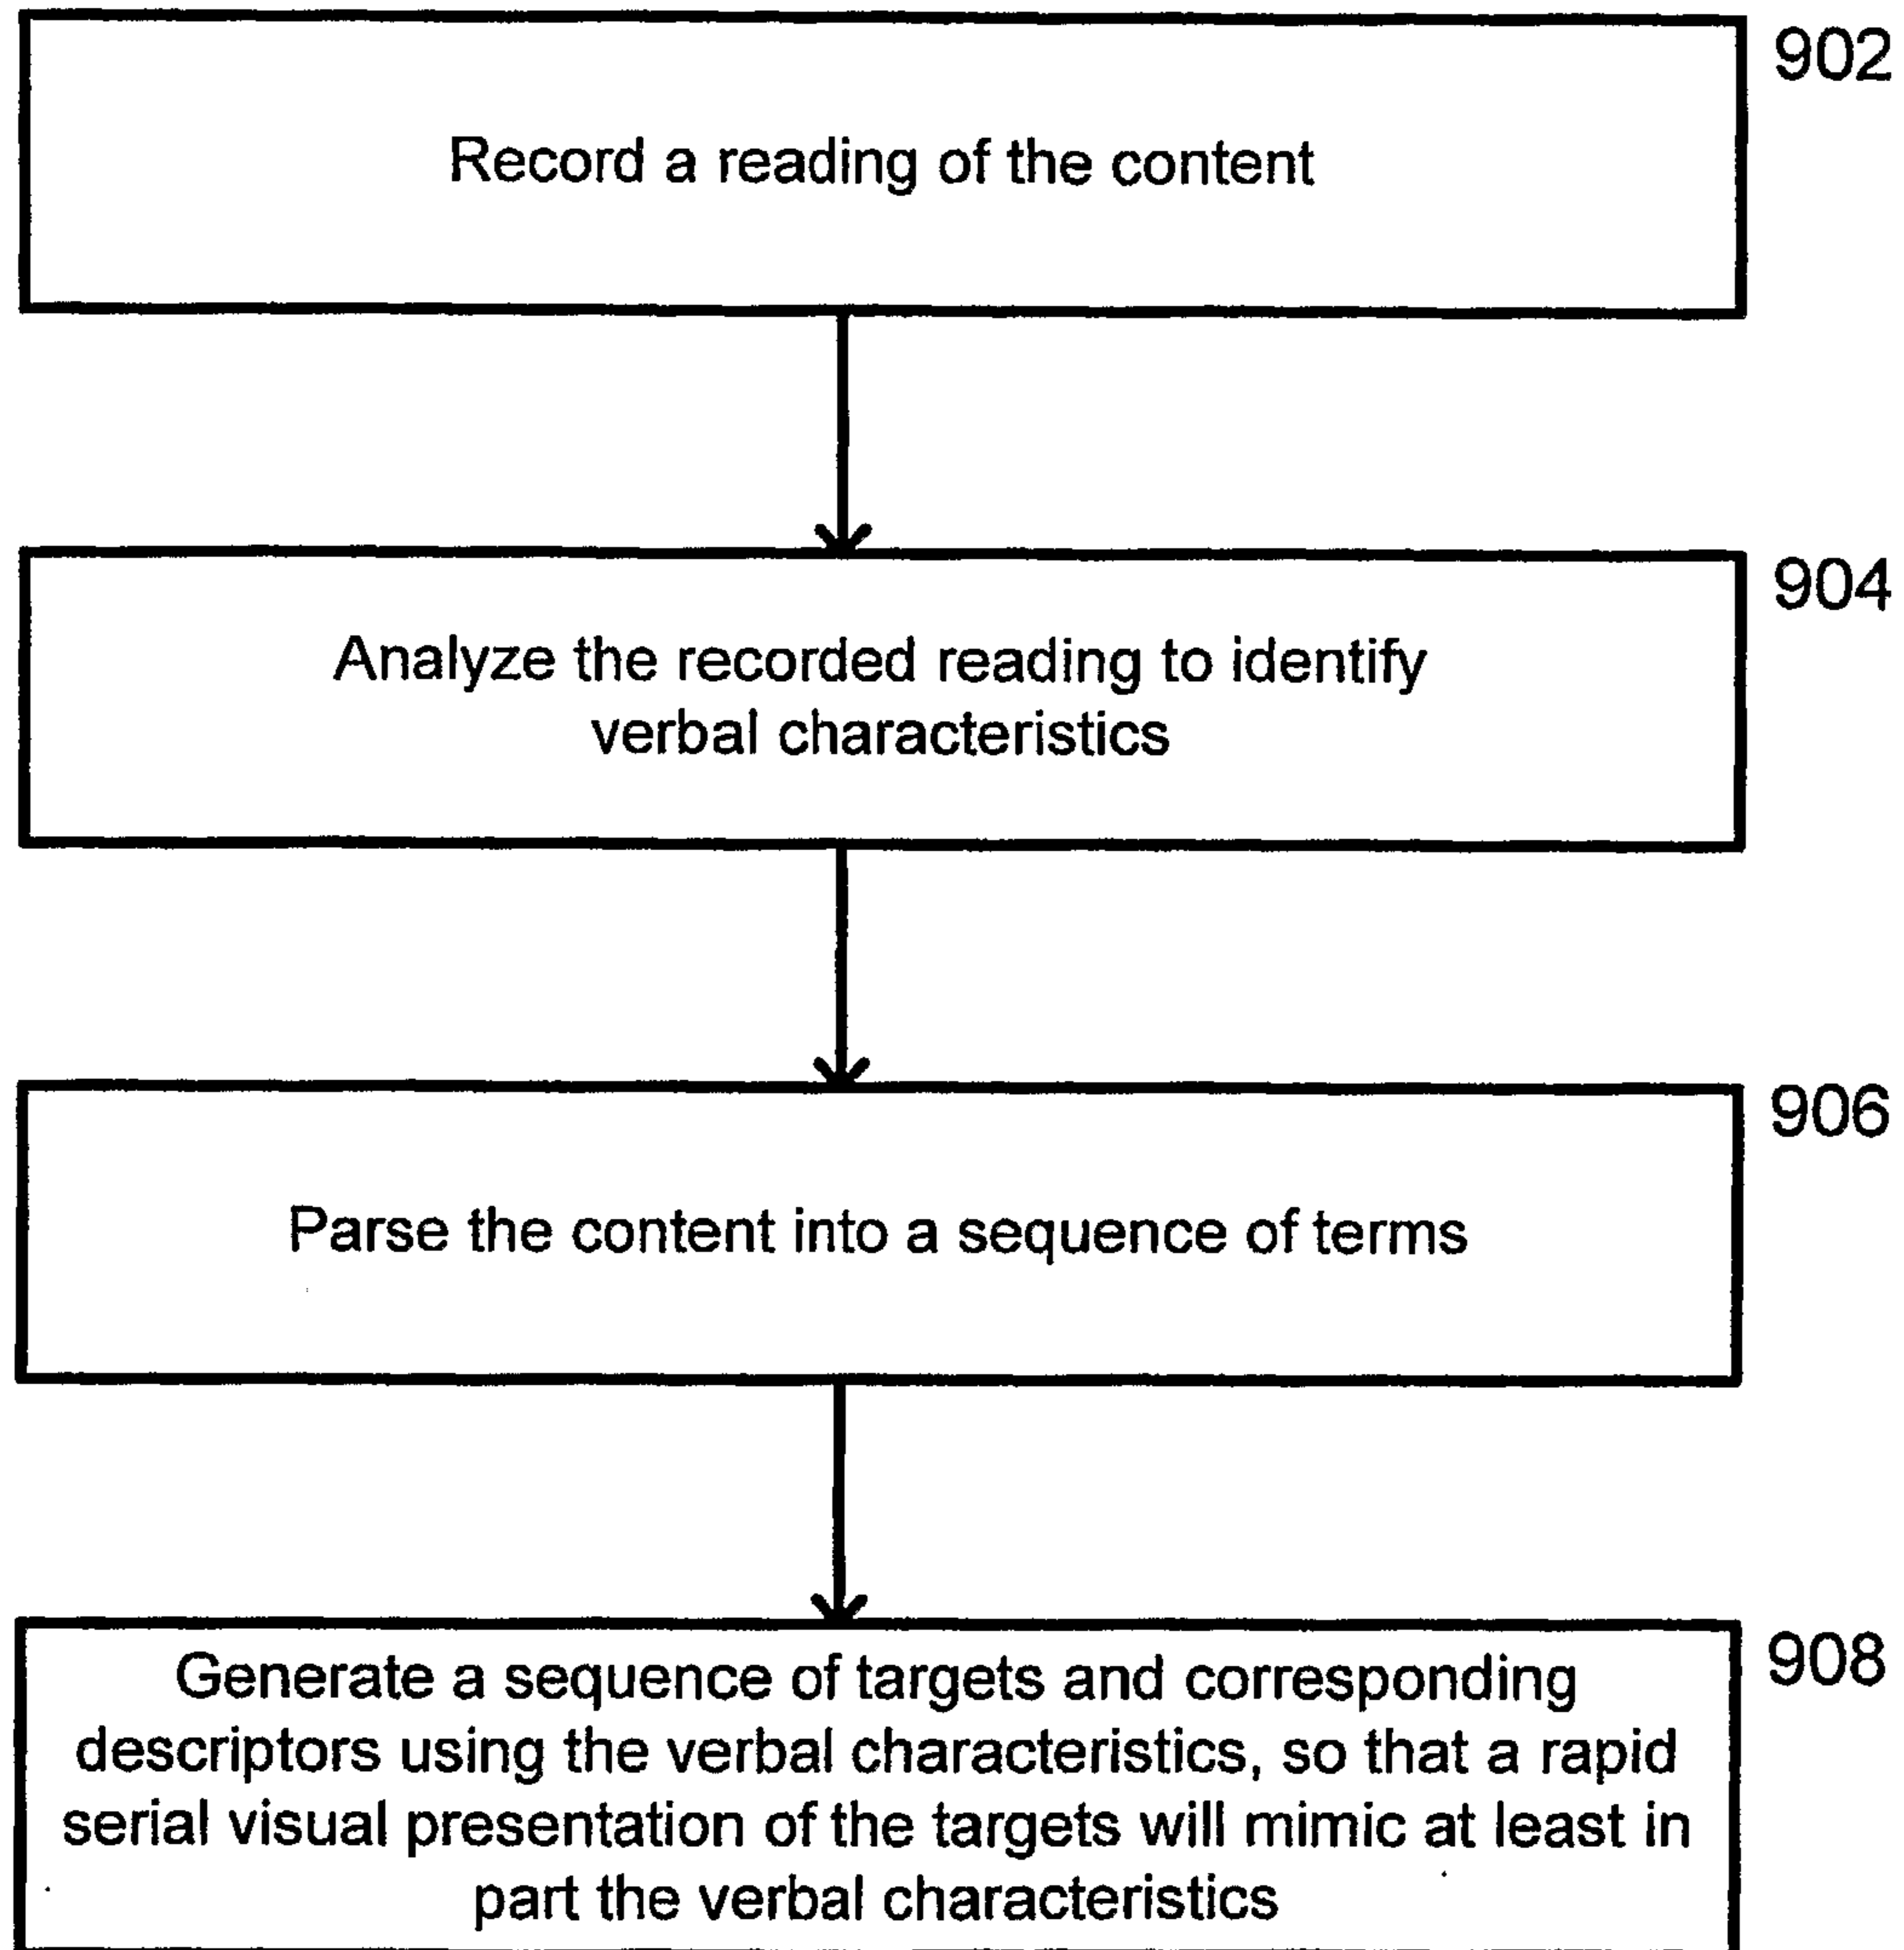 902
Record a reading of the content
904
Analyze the recorded reading to identify
verbal characteristics
906
Parse the content into a sequence of terms
908
Generate a sequence of targets and corresponding
descriptors using the verbal characteristics, so that a rapid
serial visual presentation of the targets will mimic at least in
part the verbal characteristics